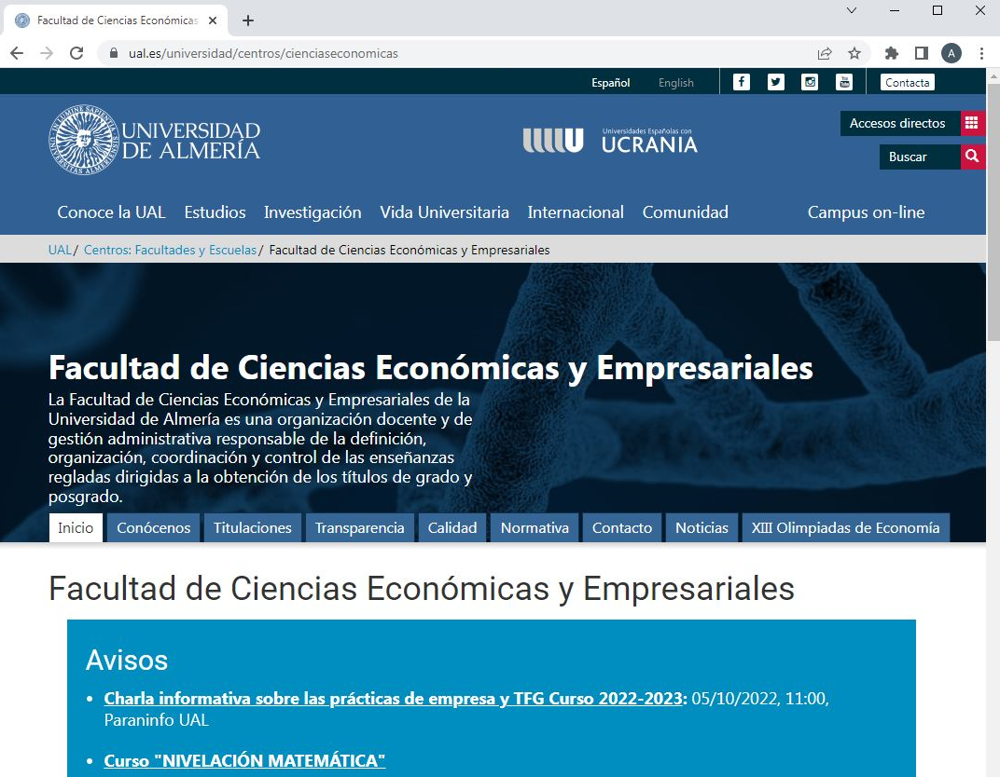 Facultad de Ciencias Económicas
ual.es/universidad/centros/cienciaseconomicas
A
Español English Contacta
IN LUMINE SAPIENTIA
UNIVERSITAS ALMERIENSIS
UNIVERSIDAD
DE ALMERÍA
Universidades Españolas con
UCRANIA
Accesos directos
Buscar
Conoce la UAL Estudios Investigación Vida Universitaria Internacional Comunidad Campus on-line
UAL/ Centros: Facultades y Escuelas/ Facultad de Ciencias Económicas y Empresariales
Facultad de Ciencias Económicas y Empresariales
La Facultad de Ciencias Económicas y Empresariales de la
Universidad de Almería es una organización docente y de
gestión administrativa responsable de la definición,
organización, coordinación y control de las enseñanzas
regladas dirigidas a la obtención de los títulos de grado y
posgrado.
Inicio Conócenos Titulaciones Transparencia Calidad Normativa Contacto Noticias XIII Olimpiadas de Economía
Facultad de Ciencias Económicas y Empresariales
Avisos
• Charla informativa sobre las prácticas de empresa y TFG Curso 2022-2023: 05/10/2022, 11:00,
Paraninfo UAL
• Curso "NIVELACIÓN MATEMÁTICA"